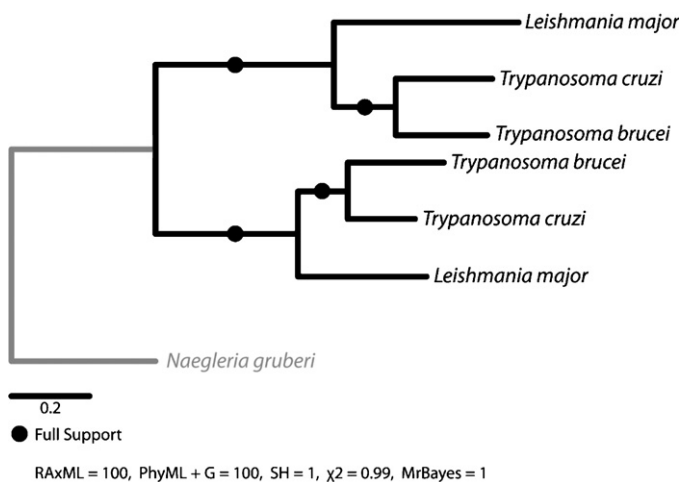 Leishmania major
Trypanosoma cruzi
Trypanosoma brucei
Trypanosoma brucei
Trypanosoma cruzi
Leishmania major
Naegleria gruberi
0.2
Full Support
RAxML = 100, PhyML + G = 100, SH = 1, χ2 = 0.99, MrBayes = 1